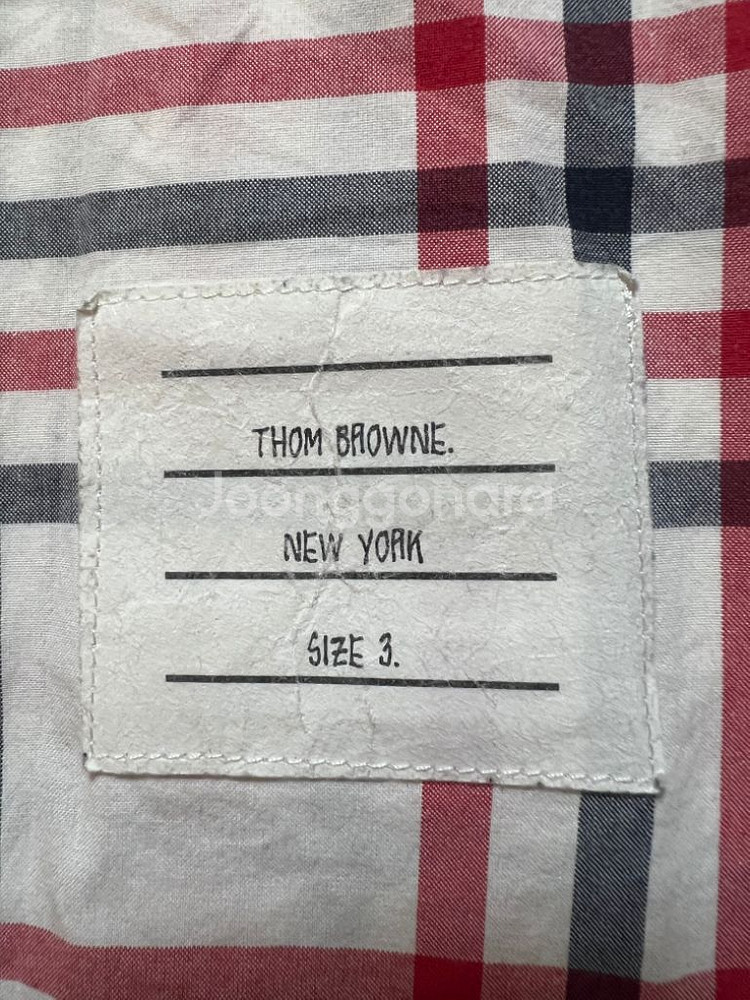 THOM BROWNE.
Joonggonara
NEW YORK
SIZE 3.